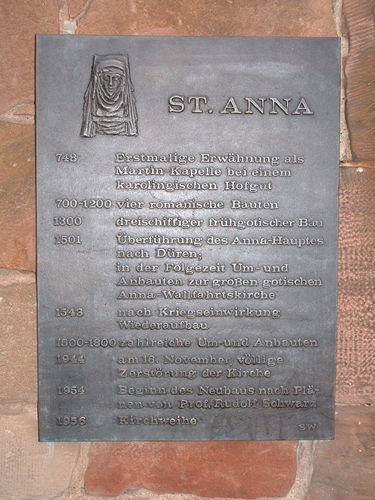 ST. ANNA
748 Erstmalige Erwähnung als
Martin-Kapelle bei einem
karolingischen Hofgut
700-1200 vier romanische Bauten
1300 dreischiffiger frühgotischer Bau
1501 Überführung des Anna-Hauptes
nach Düren;
in der Folgezeit Um- und
Anbauten zur großen gotischen
Anna-Wallfahrtskirche
1543 nach Kriegseinwirkung
Wiederaufbau
1600-1800 zahlreiche Um- und Anbauten
1944 am 16. November völlige
Zerstörung der Kirche
1954 Beginn des Neubaus nach Plä-
nen von Prof. Rudolf Schwarz
1956 Kirchweihe
SW